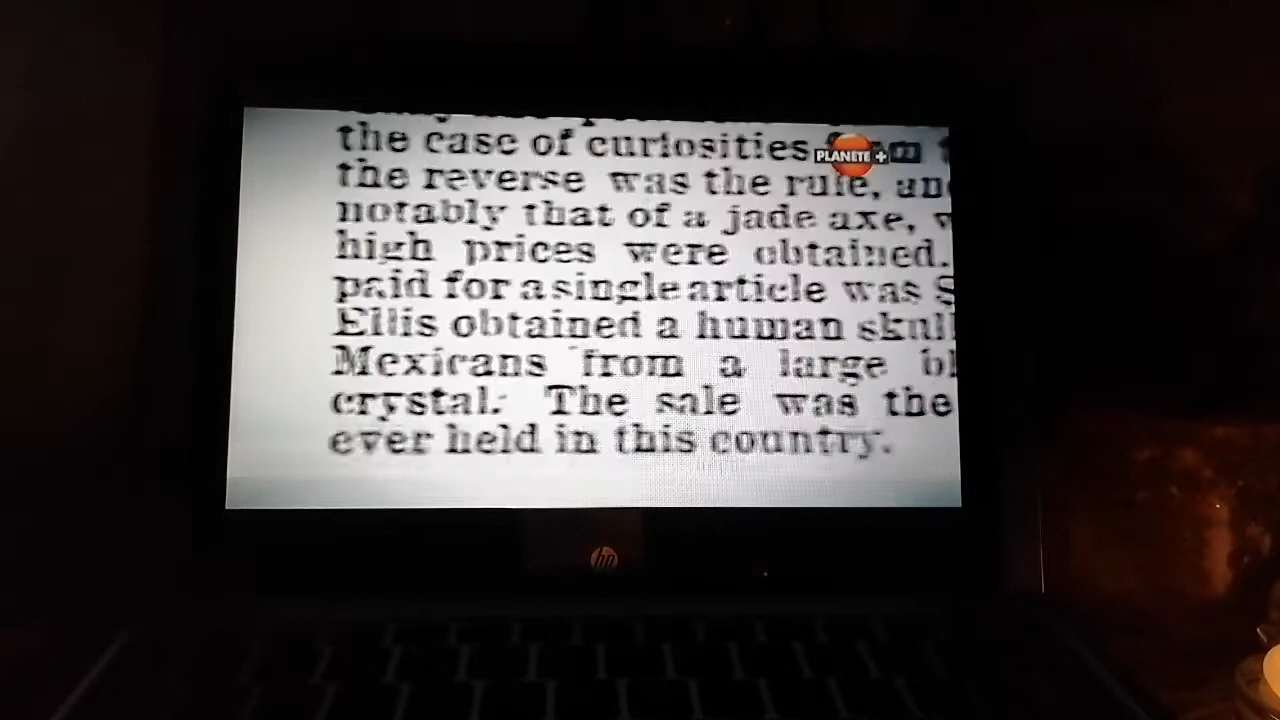 the case of curiosities
PLANETE +
the reverse was the rule,
notably that of a jade axe,
high prices were obtained.
paid for a single article was
Ellis obtained a human
Mexicans from a large
crystal. The sale was the
ever held in this country.
hp